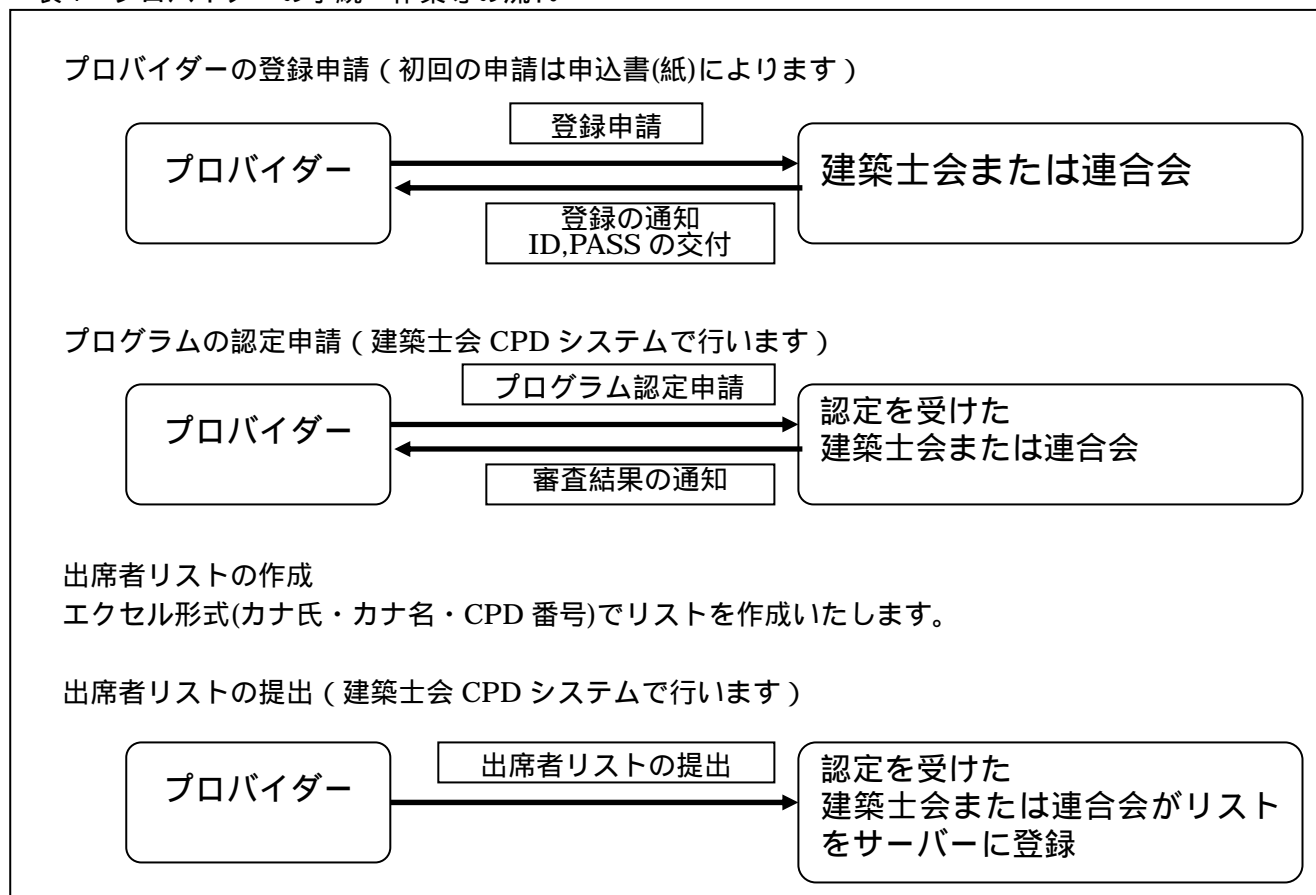 プロバイダーの登録申請(初回の申請は申込書(紙)によります)
登録申請
プロバイダー
建築士会または連合会
登録の通知
ID,PASS の交付
プログラムの認定申請(建築士会 CPD システムで行います)
プログラム認定申請
プロバイダー
認定を受けた
建築士会または連合会
審査結果の通知
出席者リストの作成
エクセル形式(カナ氏・カナ名・CPD 番号)でリストを作成いたします。
出席者リストの提出(建築士会 CPD システムで行います)
出席者リストの提出
プロバイダー
認定を受けた
建築士会または連合会がリスト
をサーバーに登録